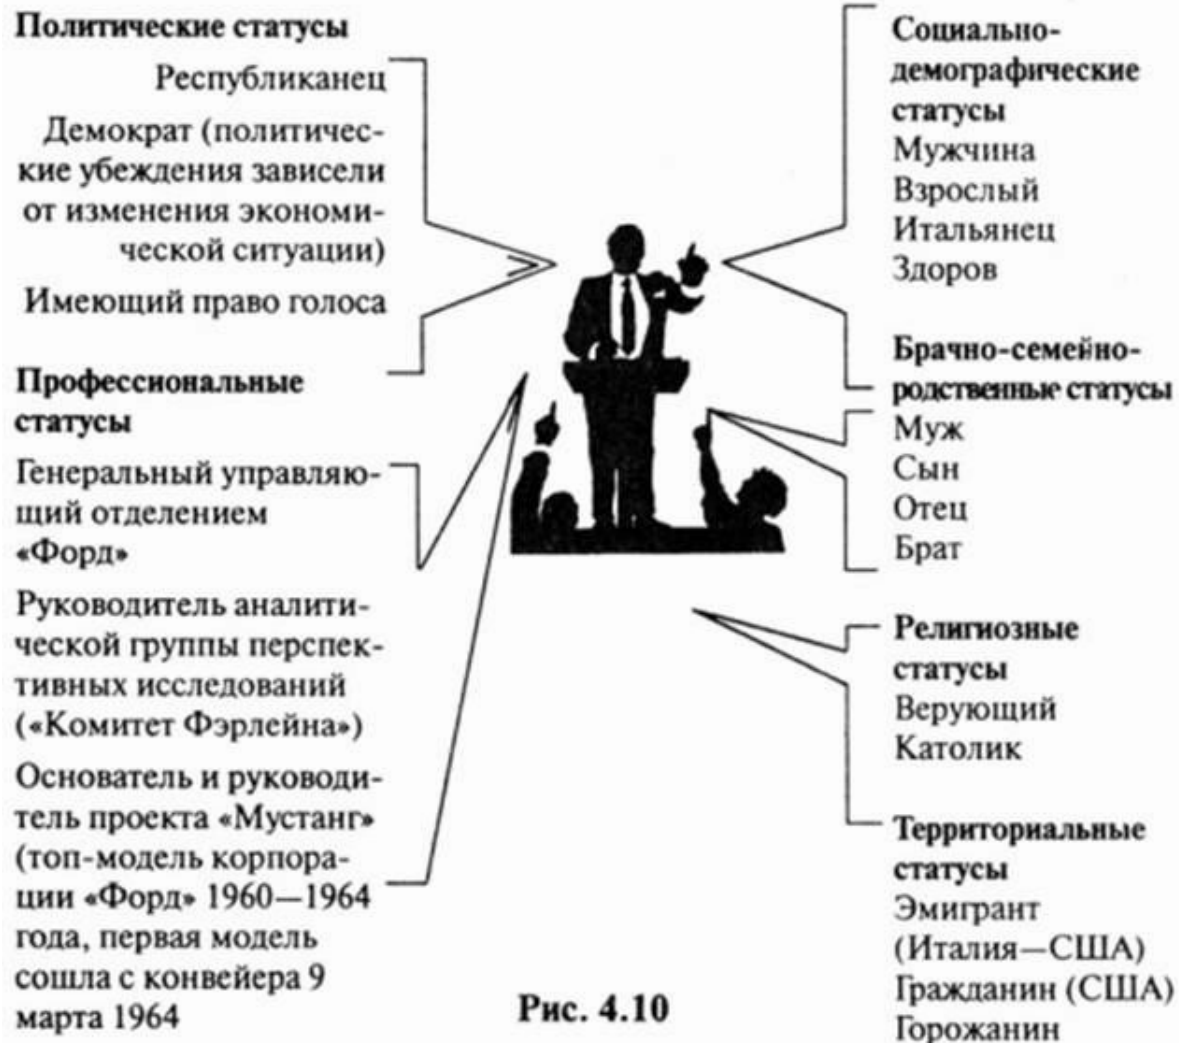 Политические статусы
Республиканец
Демократ (политичес-
кие убеждения зависели
от изменения экономи-
ческой ситуации)
Имеющий право голоса
Профессиональные
статусы
Генеральный управляю-
щий отделением
«Форд»
Руководитель аналити-
ческой группы перспек-
тивных исследований
(«Комитет Фэрлейна»)
Основатель и руководи-
тель проекта «Мустанг»
(топ-модель корпора-
ции «Форд» 1960—1964
года, первая модель
сошла с конвейера 9
марта 1964
Социально-
демографические
статусы
Мужчина
Взрослый
Итальянец
Здоров
Брачно-семейно-
родственные статусы
Муж
Сын
Отец
Брат
Религиозные
статусы
Верующий
Католик
Территориальные
статусы
Эмигрант
(Италия—США)
Гражданин (США)
Горожанин
Рис. 4.10